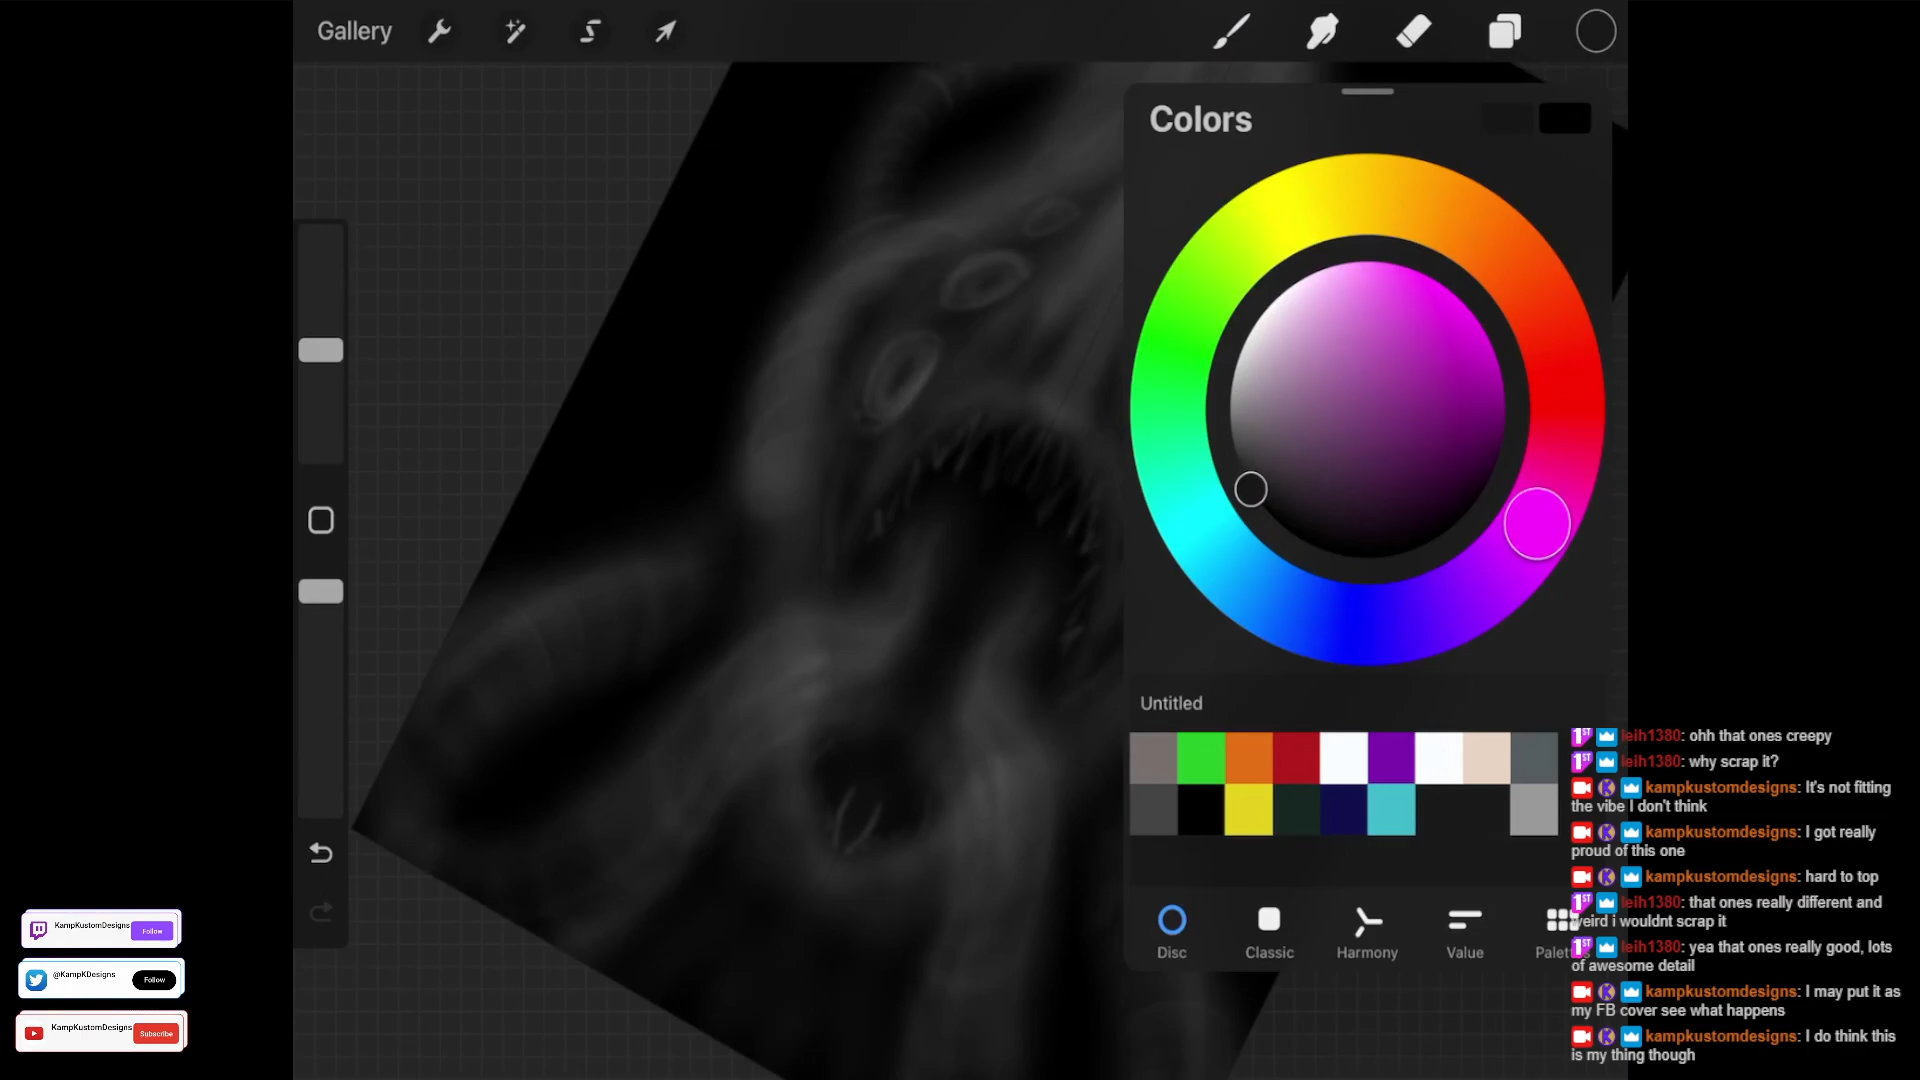 Gallery
Colors
Untitled
Disc
Classic
Harmony
Value
Palet
leih1380: ohh that ones creepy
leih1380: why scrap it?
kampkustomdesigns: It's not fitting
the vibe I don't think
kampkustomdesigns: I got really
proud of this one
kampkustomdesigns: hard to top
leih1380: that ones really different and
weird i wouldnt scrap it
leih1380: yea that ones really good, lots
of awesome detail
kampkustomdesigns: I may put it as
my FB cover see what happens
kampkustomdesigns: I do think this
is my thing though
KampKustomDesigns
Follow
@KampKDesigns
Follow
KampKustomDesigns
Subscribe